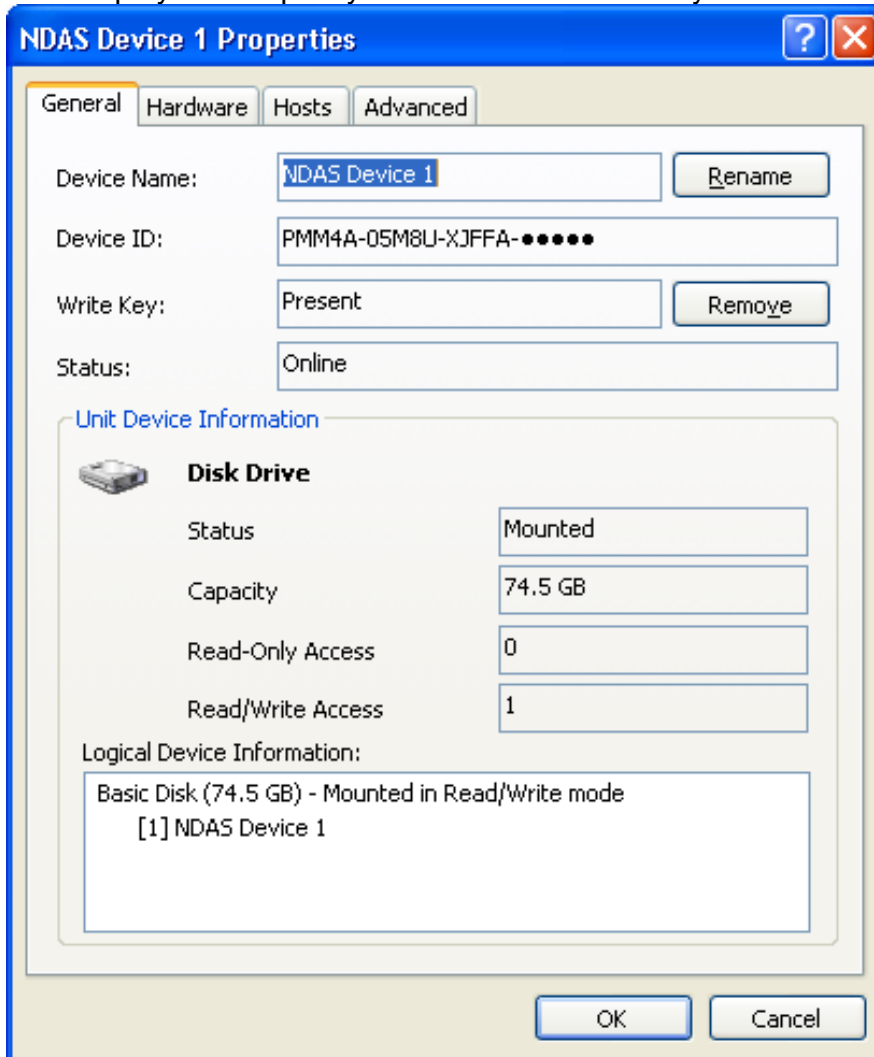 NDAS Device 1 Properties
General Hardware Hosts Advanced
Device Name: NDAS Device 1 Rename
Device ID: PMM4A-05M8U-XJFFA-●●●●●
Write Key: Present Remove
Status: Online
Unit Device Information
Disk Drive
Status Mounted
Capacity 74.5 GB
Read-Only Access 0
Read/Write Access 1
Logical Device Information:
Basic Disk (74.5 GB) - Mounted in Read/Write mode
[1] NDAS Device 1
OK Cancel